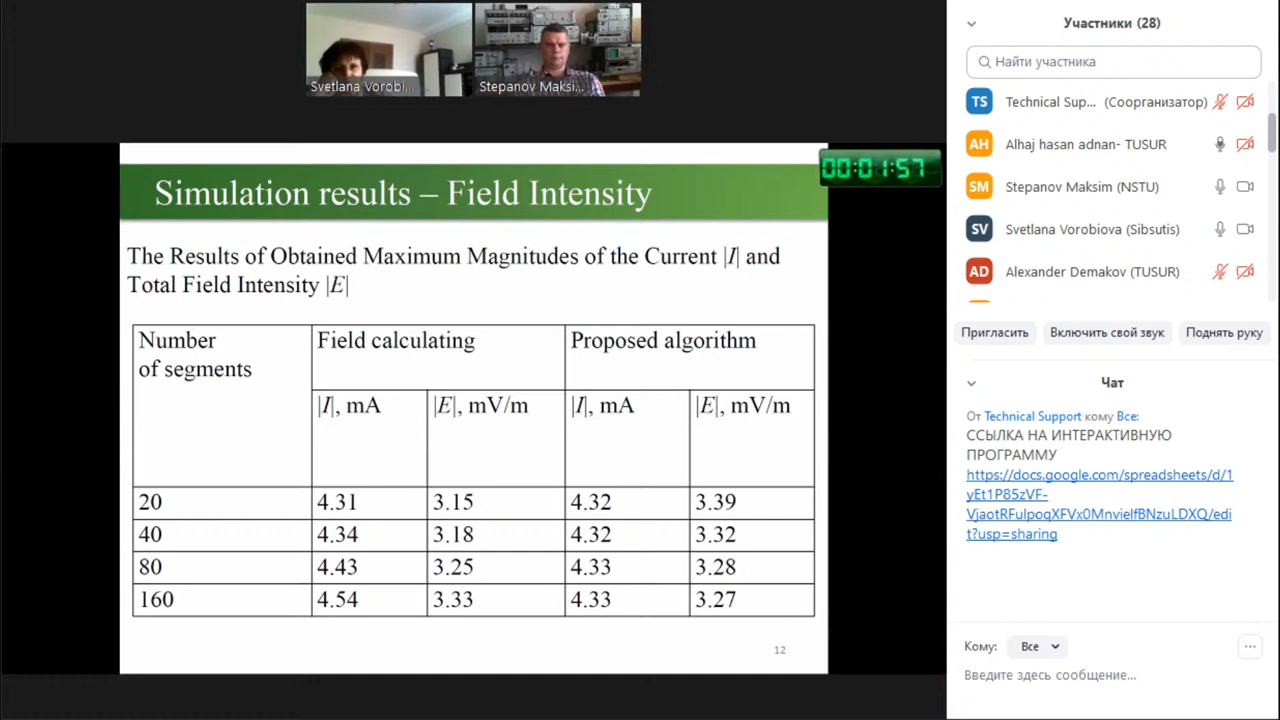 Svetlana Vorobi...
Stepanov Maksi...
00:01:57
Simulation results – Field Intensity
The Results of Obtained Maximum Magnitudes of the Current |I| and
Total Field Intensity |E|
Number
of segments
Field calculating
Proposed algorithm
|I|, mA
|E|, mV/m
|I|, mA
|E|, mV/m
20 4.31 3.15 4.32 3.39
40 4.34 3.18 4.32 3.32
80 4.43 3.25 4.33 3.28
160 4.54 3.33 4.33 3.27
12
Участники (28)
Найти участника
TS Technical Sup... (Соорганизатор)
AH Alhaj hasan adnan- TUSUR
SM Stepanov Maksim (NSTU)
SV Svetlana Vorobiova (Sibsutis)
AD Alexander Demakov (TUSUR)
Пригласить
Включить свой звук
Поднять руку
Чат
От Technical Support кому Все:
ССЫЛКА НА ИНТЕРАКТИВНУЮ
ПРОГРАММУ
https://docs.google.com/spreadsheets/d/1
yEt1P85zVF-
VjaotRFulpoqXFVx0MnvielfBNzuLDXQ/edi
t?usp=sharing
Кому: Все
Введите здесь сообщение...